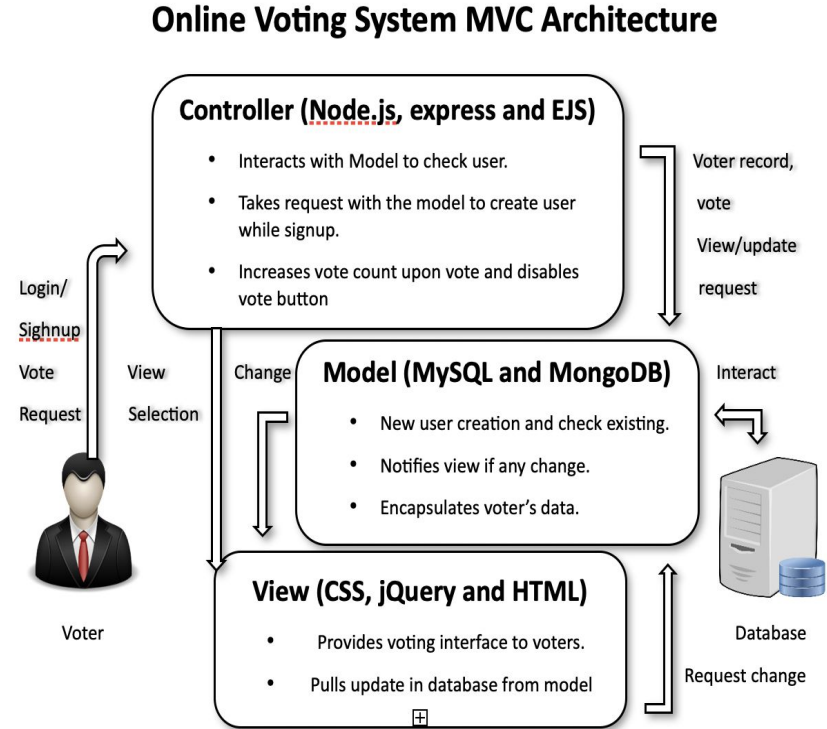 Online Voting System MVC Architecture
Controller (Node.js, express and EJS)
• Interacts with Model to check user.
• Takes request with the model to create user
while signup.
• Increases vote count upon vote and disables
vote button
Voter record,
vote
View/update
request
Login/
Sighnup
Vote
Request
View
Selection
Change
Model (MySQL and MongoDB)
• New user creation and check existing.
• Notifies view if any change.
• Encapsulates voter's data.
Interact
View (CSS, jQuery and HTML)
• Provides voting interface to voters.
• Pulls update in database from model
Voter
Database
Request change